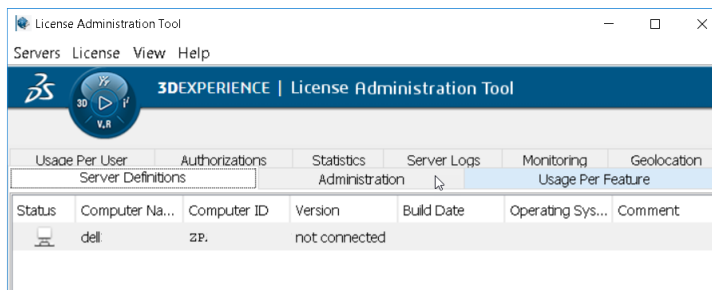 License Administration Tool
Servers License View Help
3DEXPERIENCE | License Administration Tool
3D
V.R
Usage Per User Authorizations Statistics Server Logs Monitoring Geolocation
Server Definitions Administration Usage Per Feature
Status Computer Na... Computer ID Version Build Date Operating Sys... Comment
dell ZP. not connected